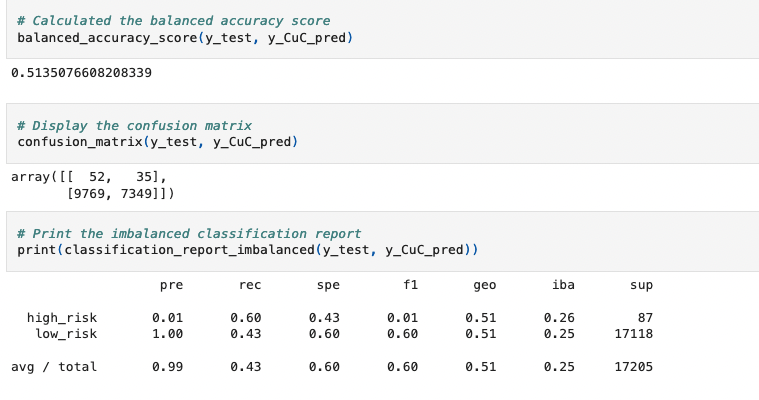 # Calculated the balanced accuracy score
balanced_accuracy_score(y_test, y_CuC_pred)
0.5135076608208339
# Display the confusion matrix
confusion_matrix(y_test, y_CuC_pred)
array([[  52,   35],
       [9769, 7349]])
# Print the imbalanced classification report
print(classification_report_imbalanced(y_test, y_CuC_pred))
pre rec spe f1 geo iba sup
high_risk 0.01 0.60 0.43 0.01 0.51 0.26 87
low_risk 1.00 0.43 0.60 0.60 0.51 0.25 17118
avg / total 0.99 0.43 0.60 0.60 0.51 0.25 17205